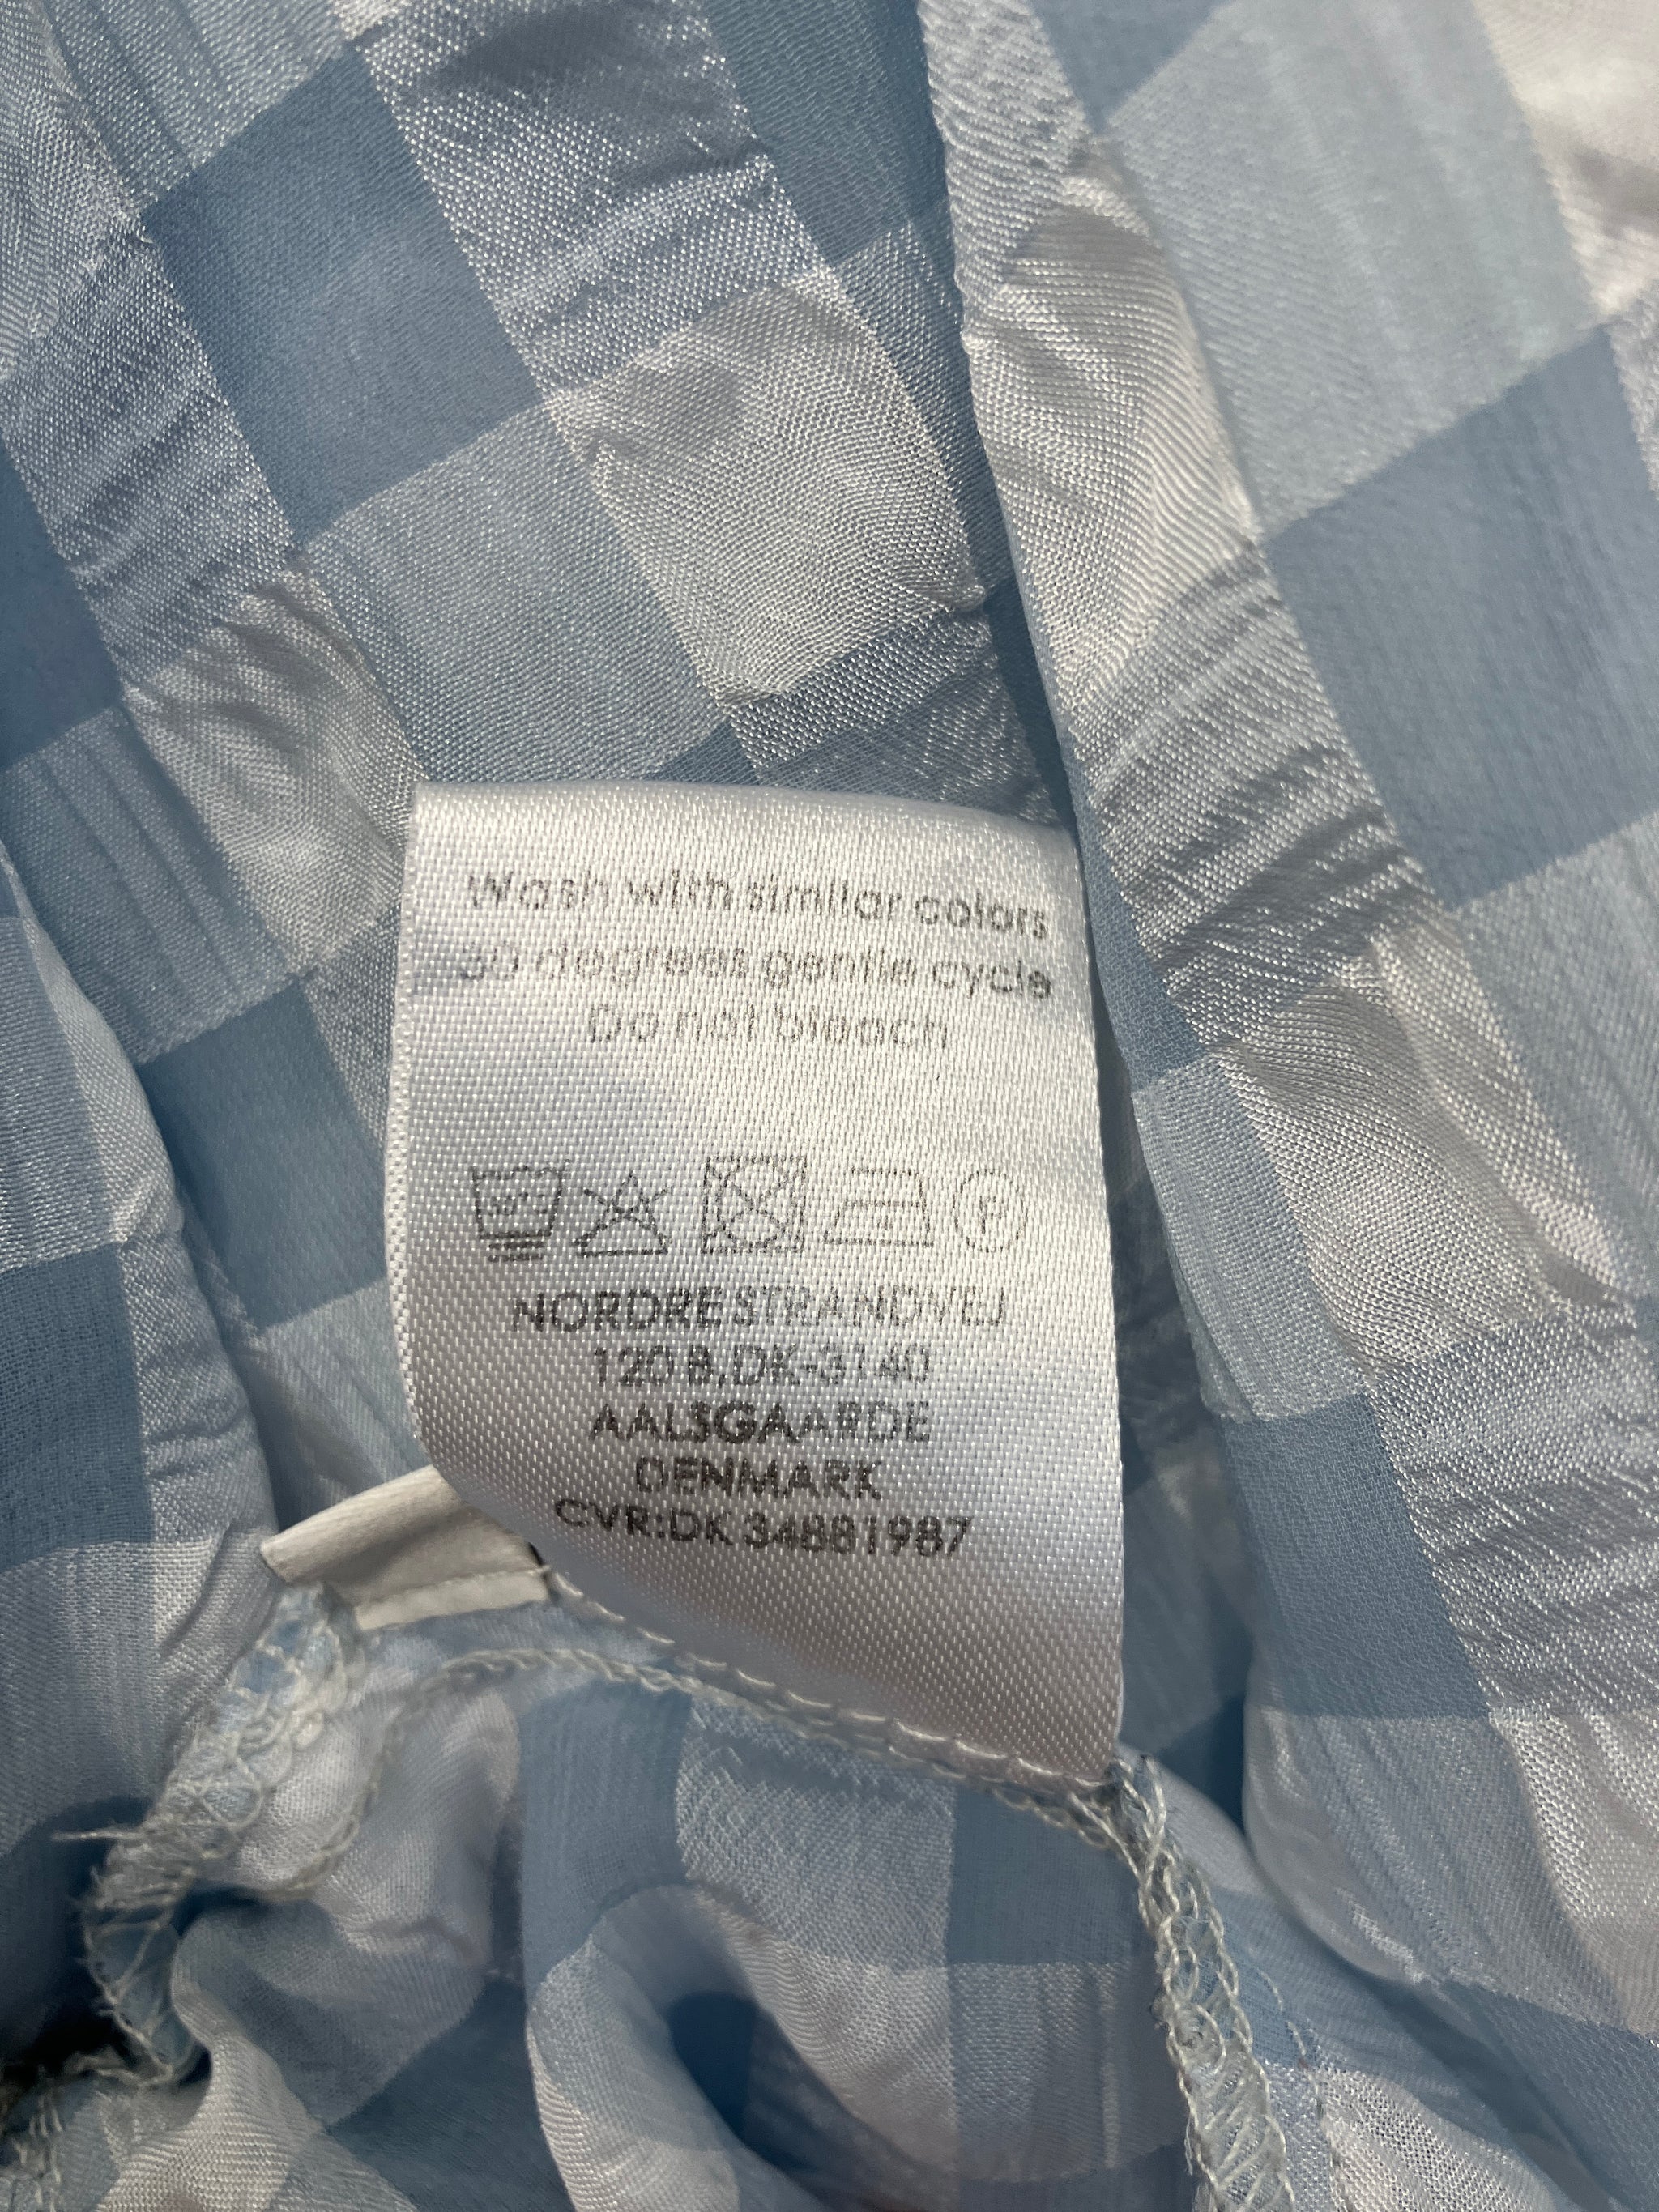 Wash with similar colors
30 degrees gentle cycle
Do not bleach
P
NORDRE STRANDVEJ
120 B, DK-3140
AALSGAARDE
DENMARK
CVR:DK 34881987